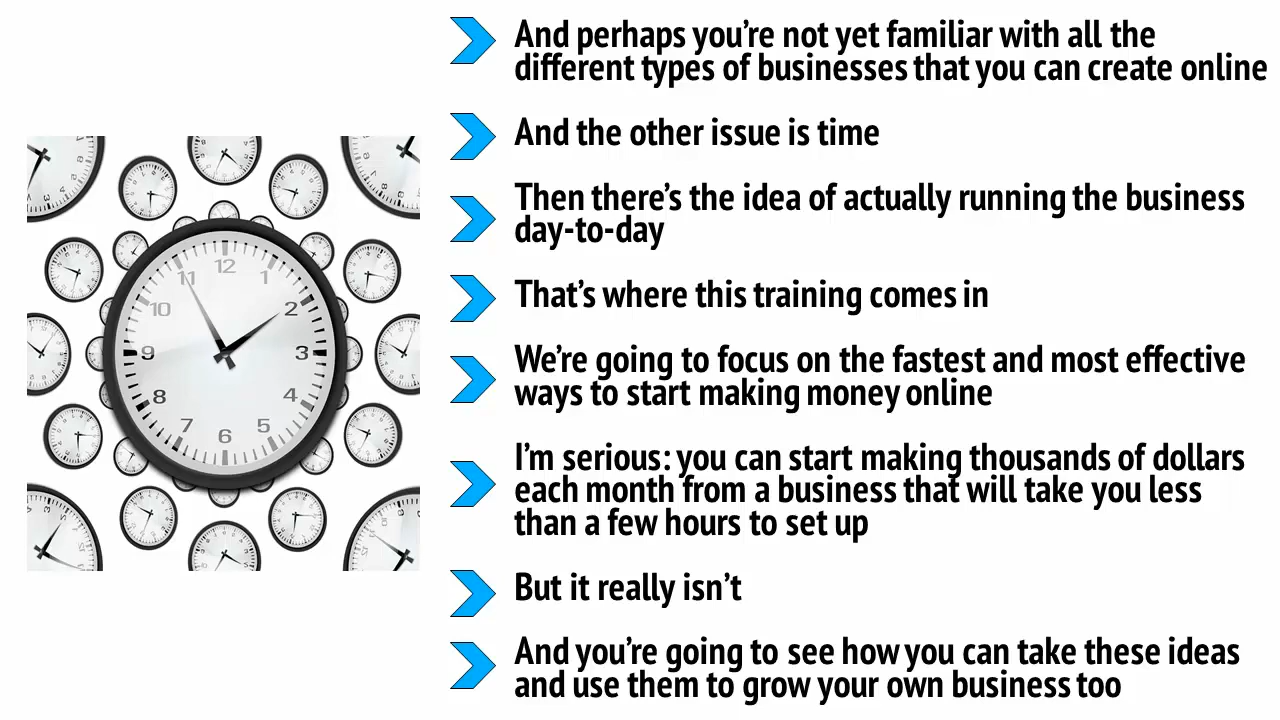 And perhaps you're not yet familiar with all the
different types of businesses that you can create online
And the other issue is time
Then there's the idea of actually running the business
day-to-day
That's where this training comes in
We're going to focus on the fastest and most effective
ways to start making money online
I'm serious: you can start making thousands of dollars
each month from a business that will take you less
than a few hours to set up
But it really isn't
And you're going to see how you can take these ideas
and use them to grow your own business too
12
1
2
3
4
5
6
7
8
9
10
11